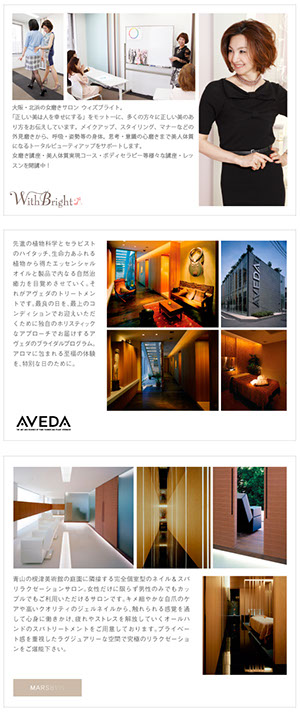 大阪・北浜の女磨きサロン ウィズブライト。
「正しい美は人を幸せにする」をモットーに、多くの方々に正しい美のあ
り方をお伝えしています。メイクアップ、スタイリング、マナーなどの
外見磨きから、呼吸・姿勢等の身体、思考・意識の心磨きまで美人体質
になるトータルビューティアップをサポートします。
女磨き講座・美人体質実現コース・ボディセラピー等様々な講座・レッ
スンを開講中!
WithBright
先進の植物科学とセラピスト
のハイタッチ。生命力あふれる
植物から得たエッセンシャル
オイルと製品で内なる自然治
癒力を目覚めさせていく、そ
れがアヴェダのトリートメン
トです。最良の日を、最上のコ
ンディションでお迎えいただ
くために独自のホリスティック
なアプローチでお届けするア
ヴェダのブライダルプログラム。
アロマに包まれる至福の体験
を、特別な日のために。
AVEDA
AVEDA
青山の根津美術館の庭園に隣接する完全個室型のネイル&スパ
リラクゼーションサロン。女性だけに限らず男性のみでもカッ
プルでもご利用いただけるサロンです。キメ細やかな自爪のケ
アや高いクオリティのジェルネイルから、触れられる感覚を通
して心身に働きかけ、疲れやストレスを解放していくオールハ
ンドのスパトリートメントをご用意しております。プライベー
ト感を重視したラグジュアリーな空間で究極のリラクゼーション
をご堪能下さい。
MARS